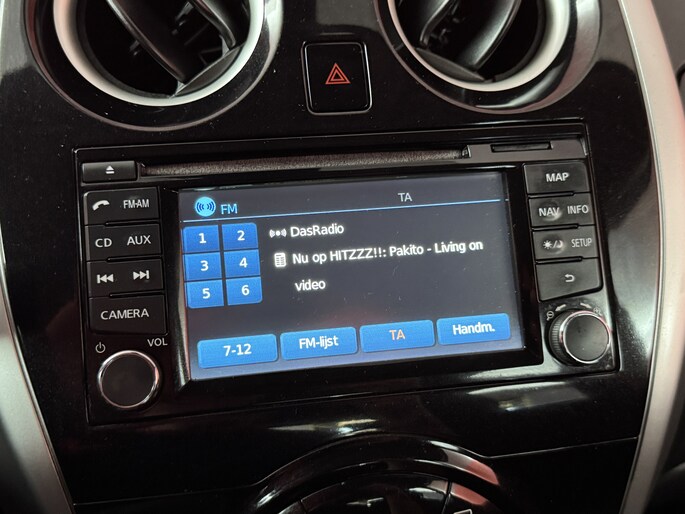 MAP
FM-AM
NAV
INFO
CD
AUX
SETUP
CAMERA
VOL
FM
TA
1
2
DasRadio
3
4
Nu op HITZZZ!!: Pakito - Living on
video
5
6
7-12
FM-lijst
TA
Handm.